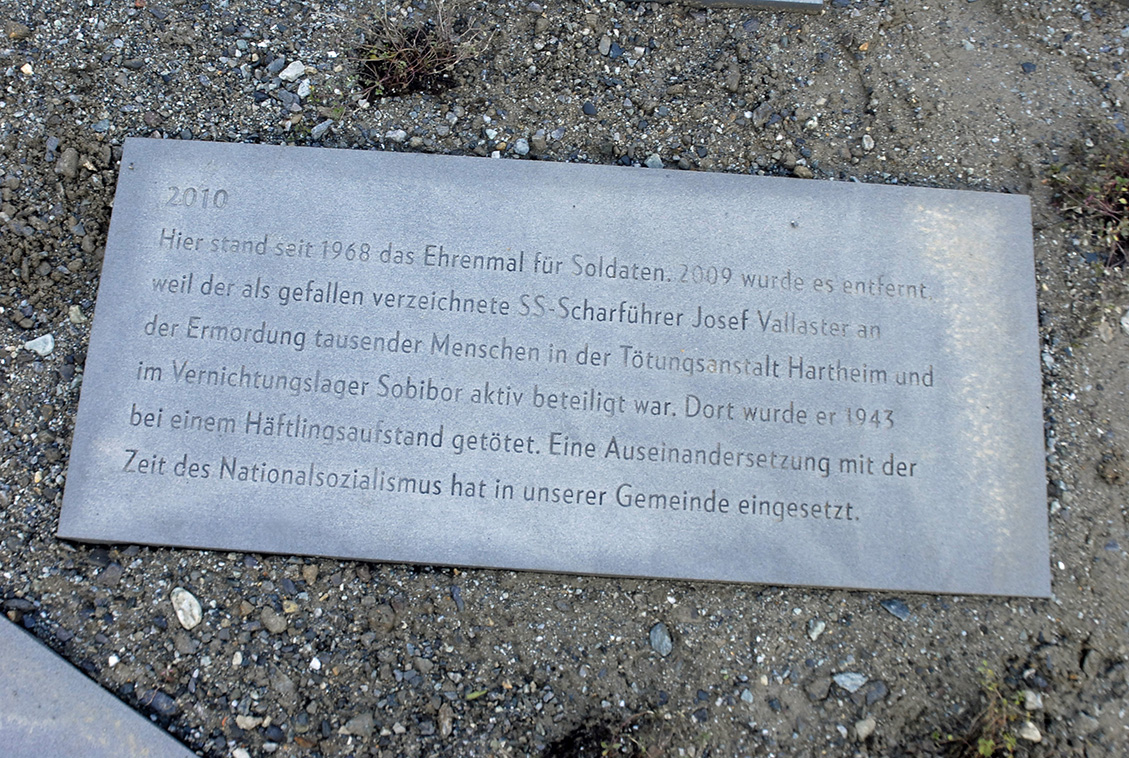 2010
Hier stand seit 1968 das Ehrenmal für Soldaten. 2009 wurde es entfernt,
weil der als gefallen verzeichnete SS-Scharführer Josef Vallaster an
der Ermordung tausender Menschen in der Tötungsanstalt Hartheim und
im Vernichtungslager Sobibor aktiv beteiligt war. Dort wurde er 1943
bei einem Häftlingsaufstand getötet. Eine Auseinandersetzung mit der
Zeit des Nationalsozialismus hat in unserer Gemeinde eingesetzt.